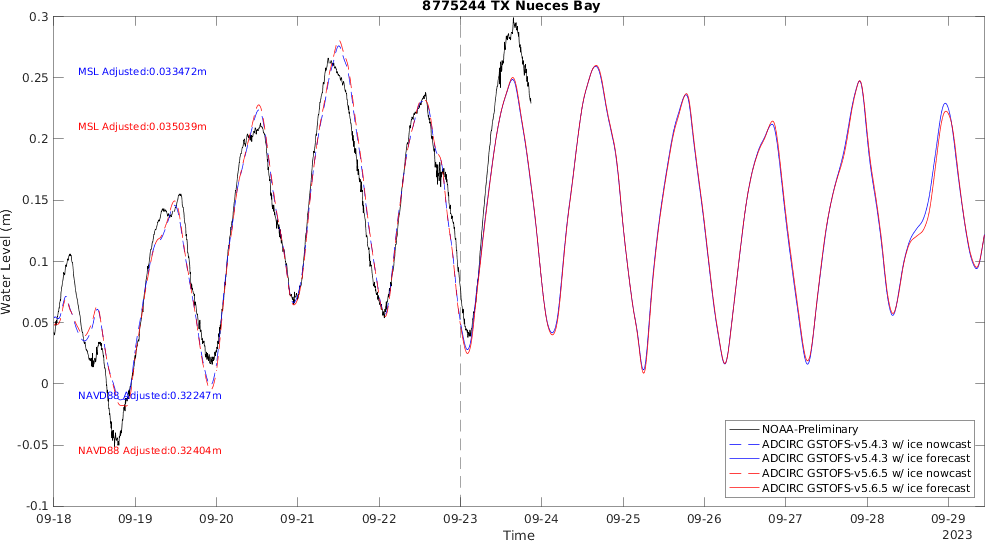 8775244 TX Nueces Bay
0.3
0.25
0.2
0.15
0.1
0.05
0
-0.05
-0.1
Water Level (m)
MSL Adjusted:0.033472m
MSL Adjusted:0.035039m
NAVD88 Adjusted:0.32247m
NAVD88 Adjusted:0.32404m
NOAA-Preliminary
ADCIRC GSTOFS-v5.4.3 w/ ice nowcast
ADCIRC GSTOFS-v5.4.3 w/ ice forecast
ADCIRC GSTOFS-v5.6.5 w/ ice nowcast
ADCIRC GSTOFS-v5.6.5 w/ ice forecast
09-18 09-19 09-20 09-21 09-22 09-23 09-24 09-25 09-26 09-27 09-28 09-29
Time
2023